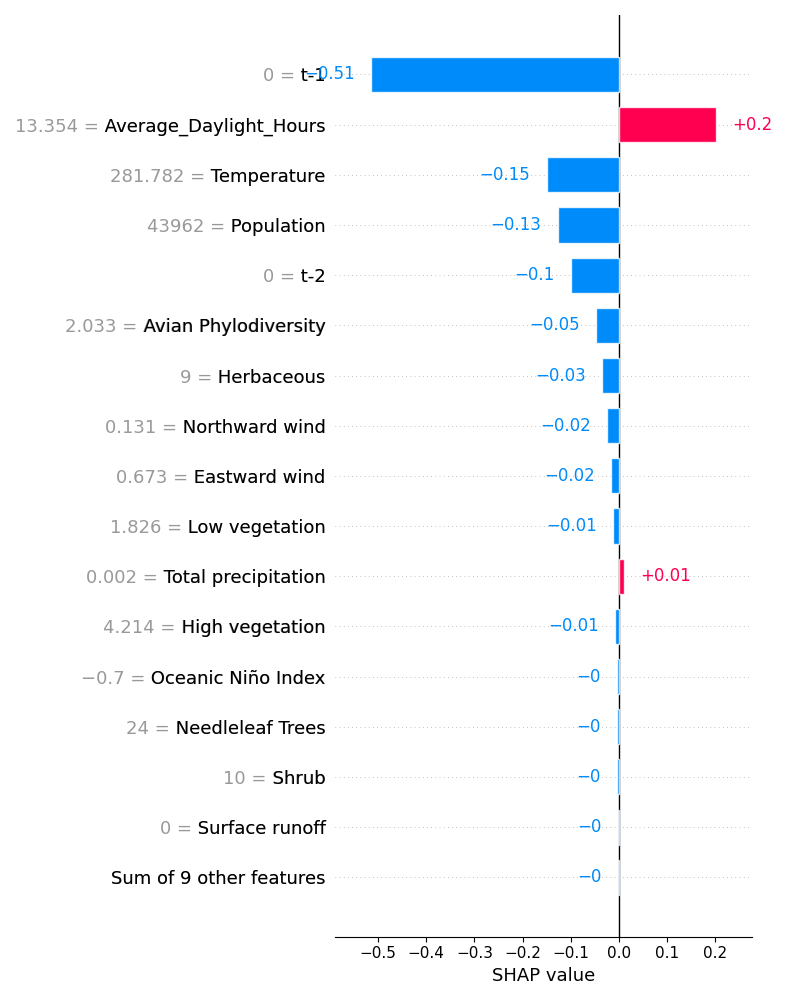 0 = t-1 −0.51
13.354 = Average_Daylight_Hours +0.2
281.782 = Temperature −0.15
43962 = Population −0.13
0 = t-2 −0.1
2.033 = Avian Phylodiversity −0.05
9 = Herbaceous −0.03
0.131 = Northward wind −0.02
0.673 = Eastward wind −0.02
1.826 = Low vegetation −0.01
0.002 = Total precipitation +0.01
4.214 = High vegetation −0.01
−0.7 = Oceanic Niño Index −0
24 = Needleleaf Trees −0
10 = Shrub −0
0 = Surface runoff −0
Sum of 9 other features −0
−0.5 −0.4 −0.3 −0.2 −0.1 0.0 0.1 0.2
SHAP value